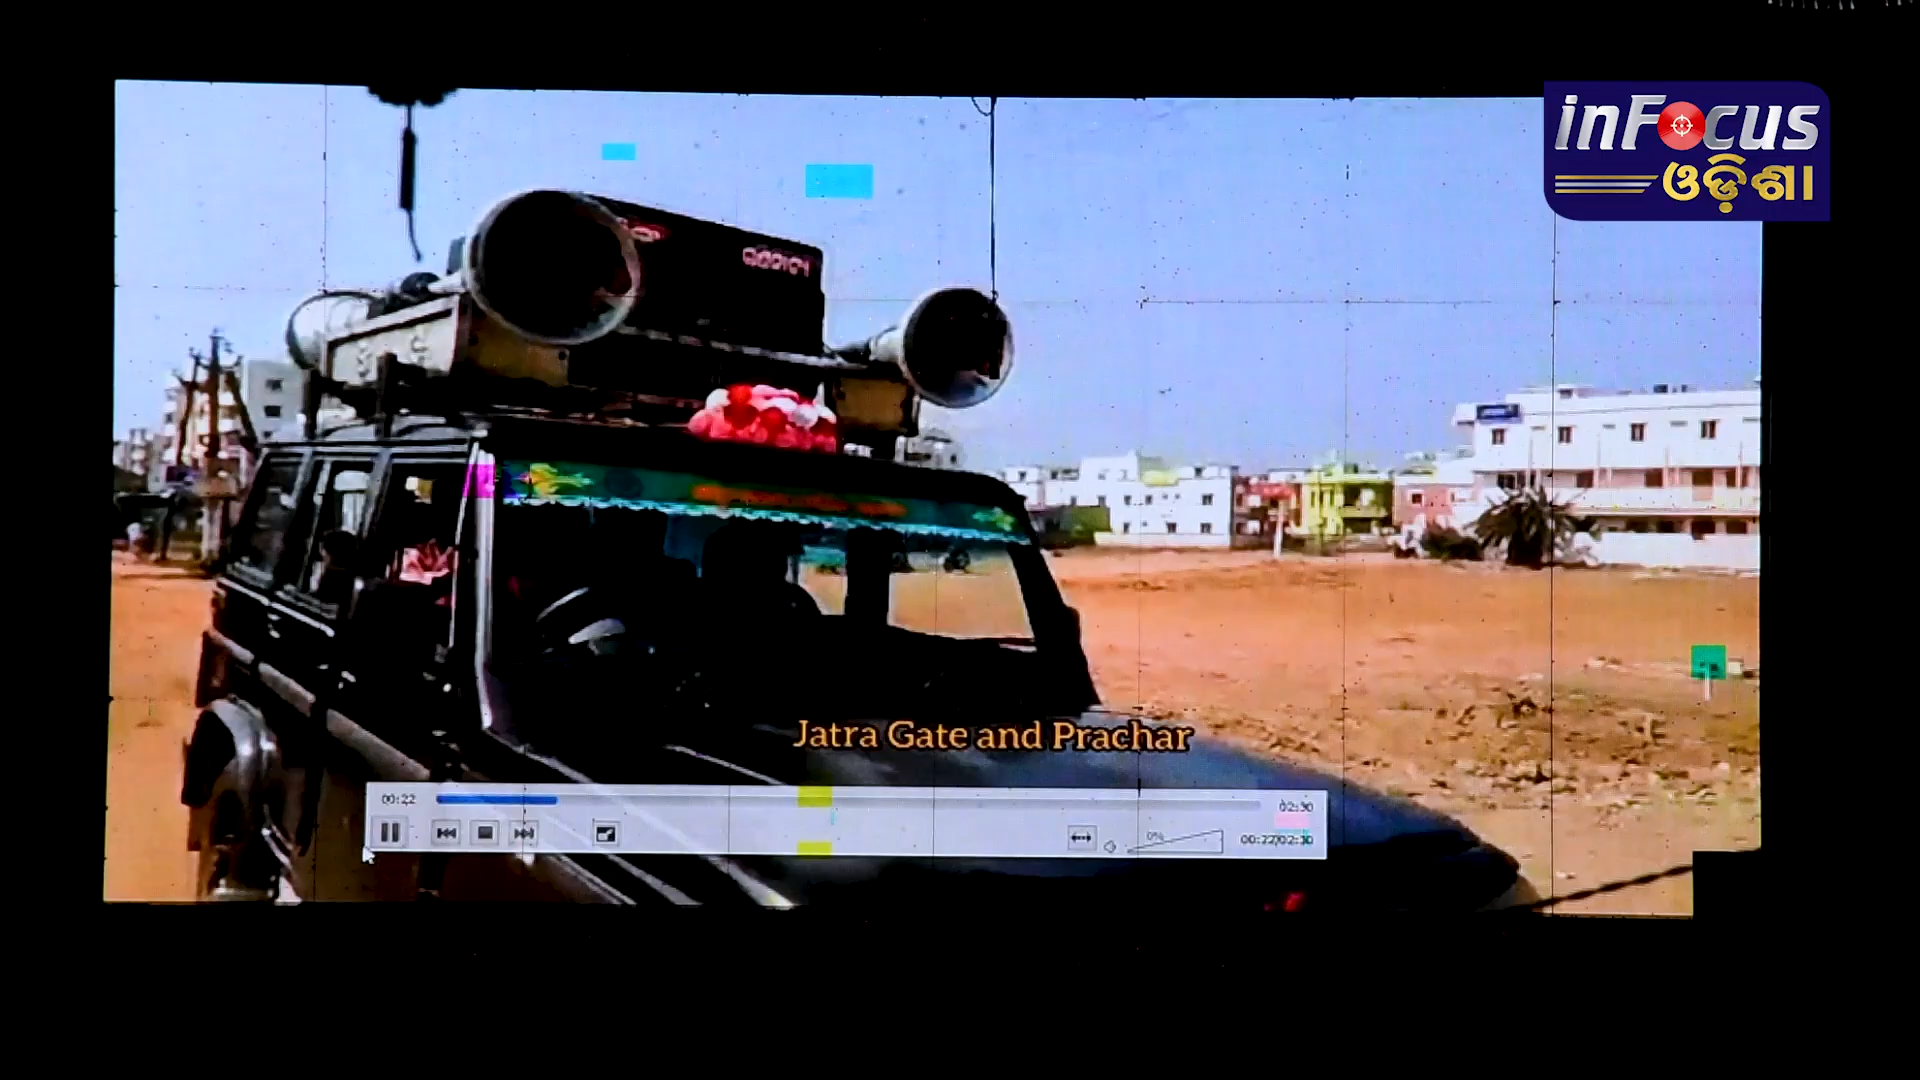 inFocus
ଓଡ଼ିଶା
Jatra Gate and Prachar
00:22
02:30
0%
00:22/02:30